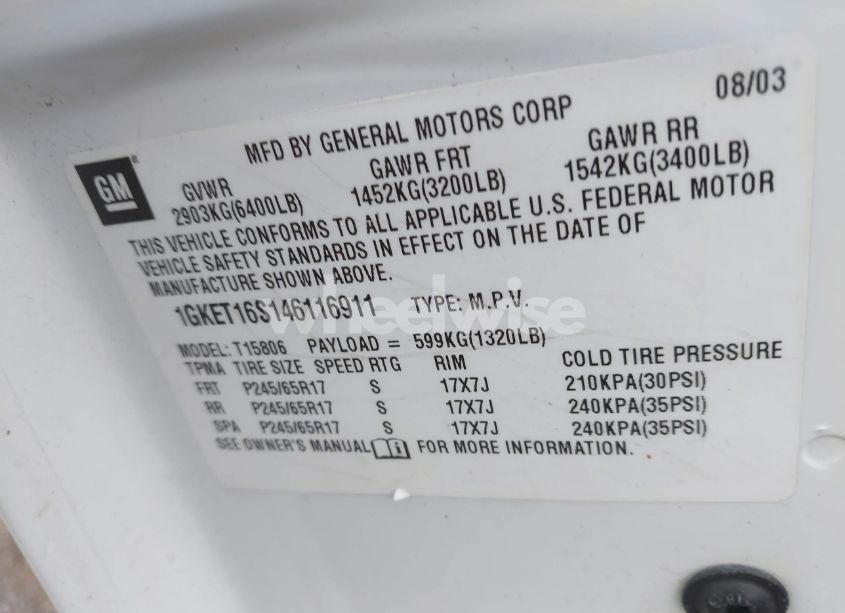 08/03
MFD BY GENERAL MOTORS CORP
GM
GVWR GAWR FRT GAWR RR
2903KG(6400LB) 1452KG(3200LB) 1542KG(3400LB)
THIS VEHICLE CONFORMS TO ALL APPLICABLE U.S. FEDERAL MOTOR
VEHICLE SAFETY STANDARDS IN EFFECT ON THE DATE OF
MANUFACTURE SHOWN ABOVE.
1GKET16S146116911 TYPE: M.P.V.
wheelwise
MODEL: T15806 PAYLOAD = 599KG(1320LB)
TPMA TIRE SIZE SPEED RTG RIM COLD TIRE PRESSURE
FRT P245/65R17 S 17X7J 210KPA(30PSI)
RR P245/65R17 S 17X7J 240KPA(35PSI)
SPA P245/65R17 S 17X7J 240KPA(35PSI)
SEE OWNER'S MANUAL FOR MORE INFORMATION.